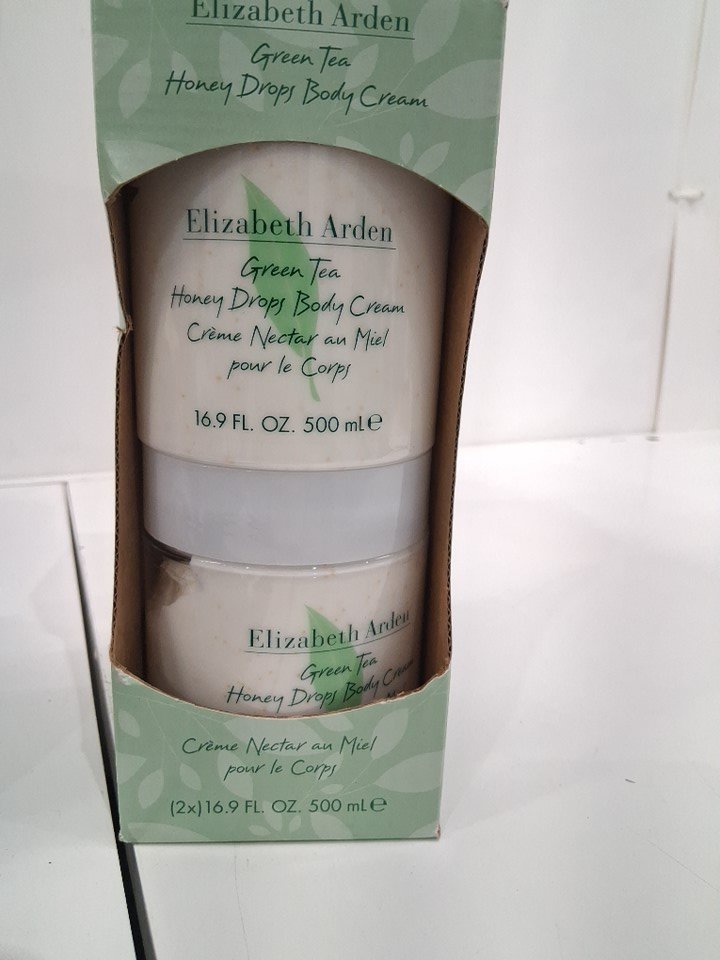 Elizabeth Arden
Green Tea
Honey Drops Body Cream
Elizabeth Arden
Green Tea
Honey Drops Body Cream
Crème Nectar au Miel
pour le Corps
16.9 FL. OZ. 500 mL℮
Elizabeth Arden
Green Tea
Honey Drops Body Cream
Crème Nectar au Miel
pour le Corps
(2x)16.9 FL. OZ. 500 mL℮